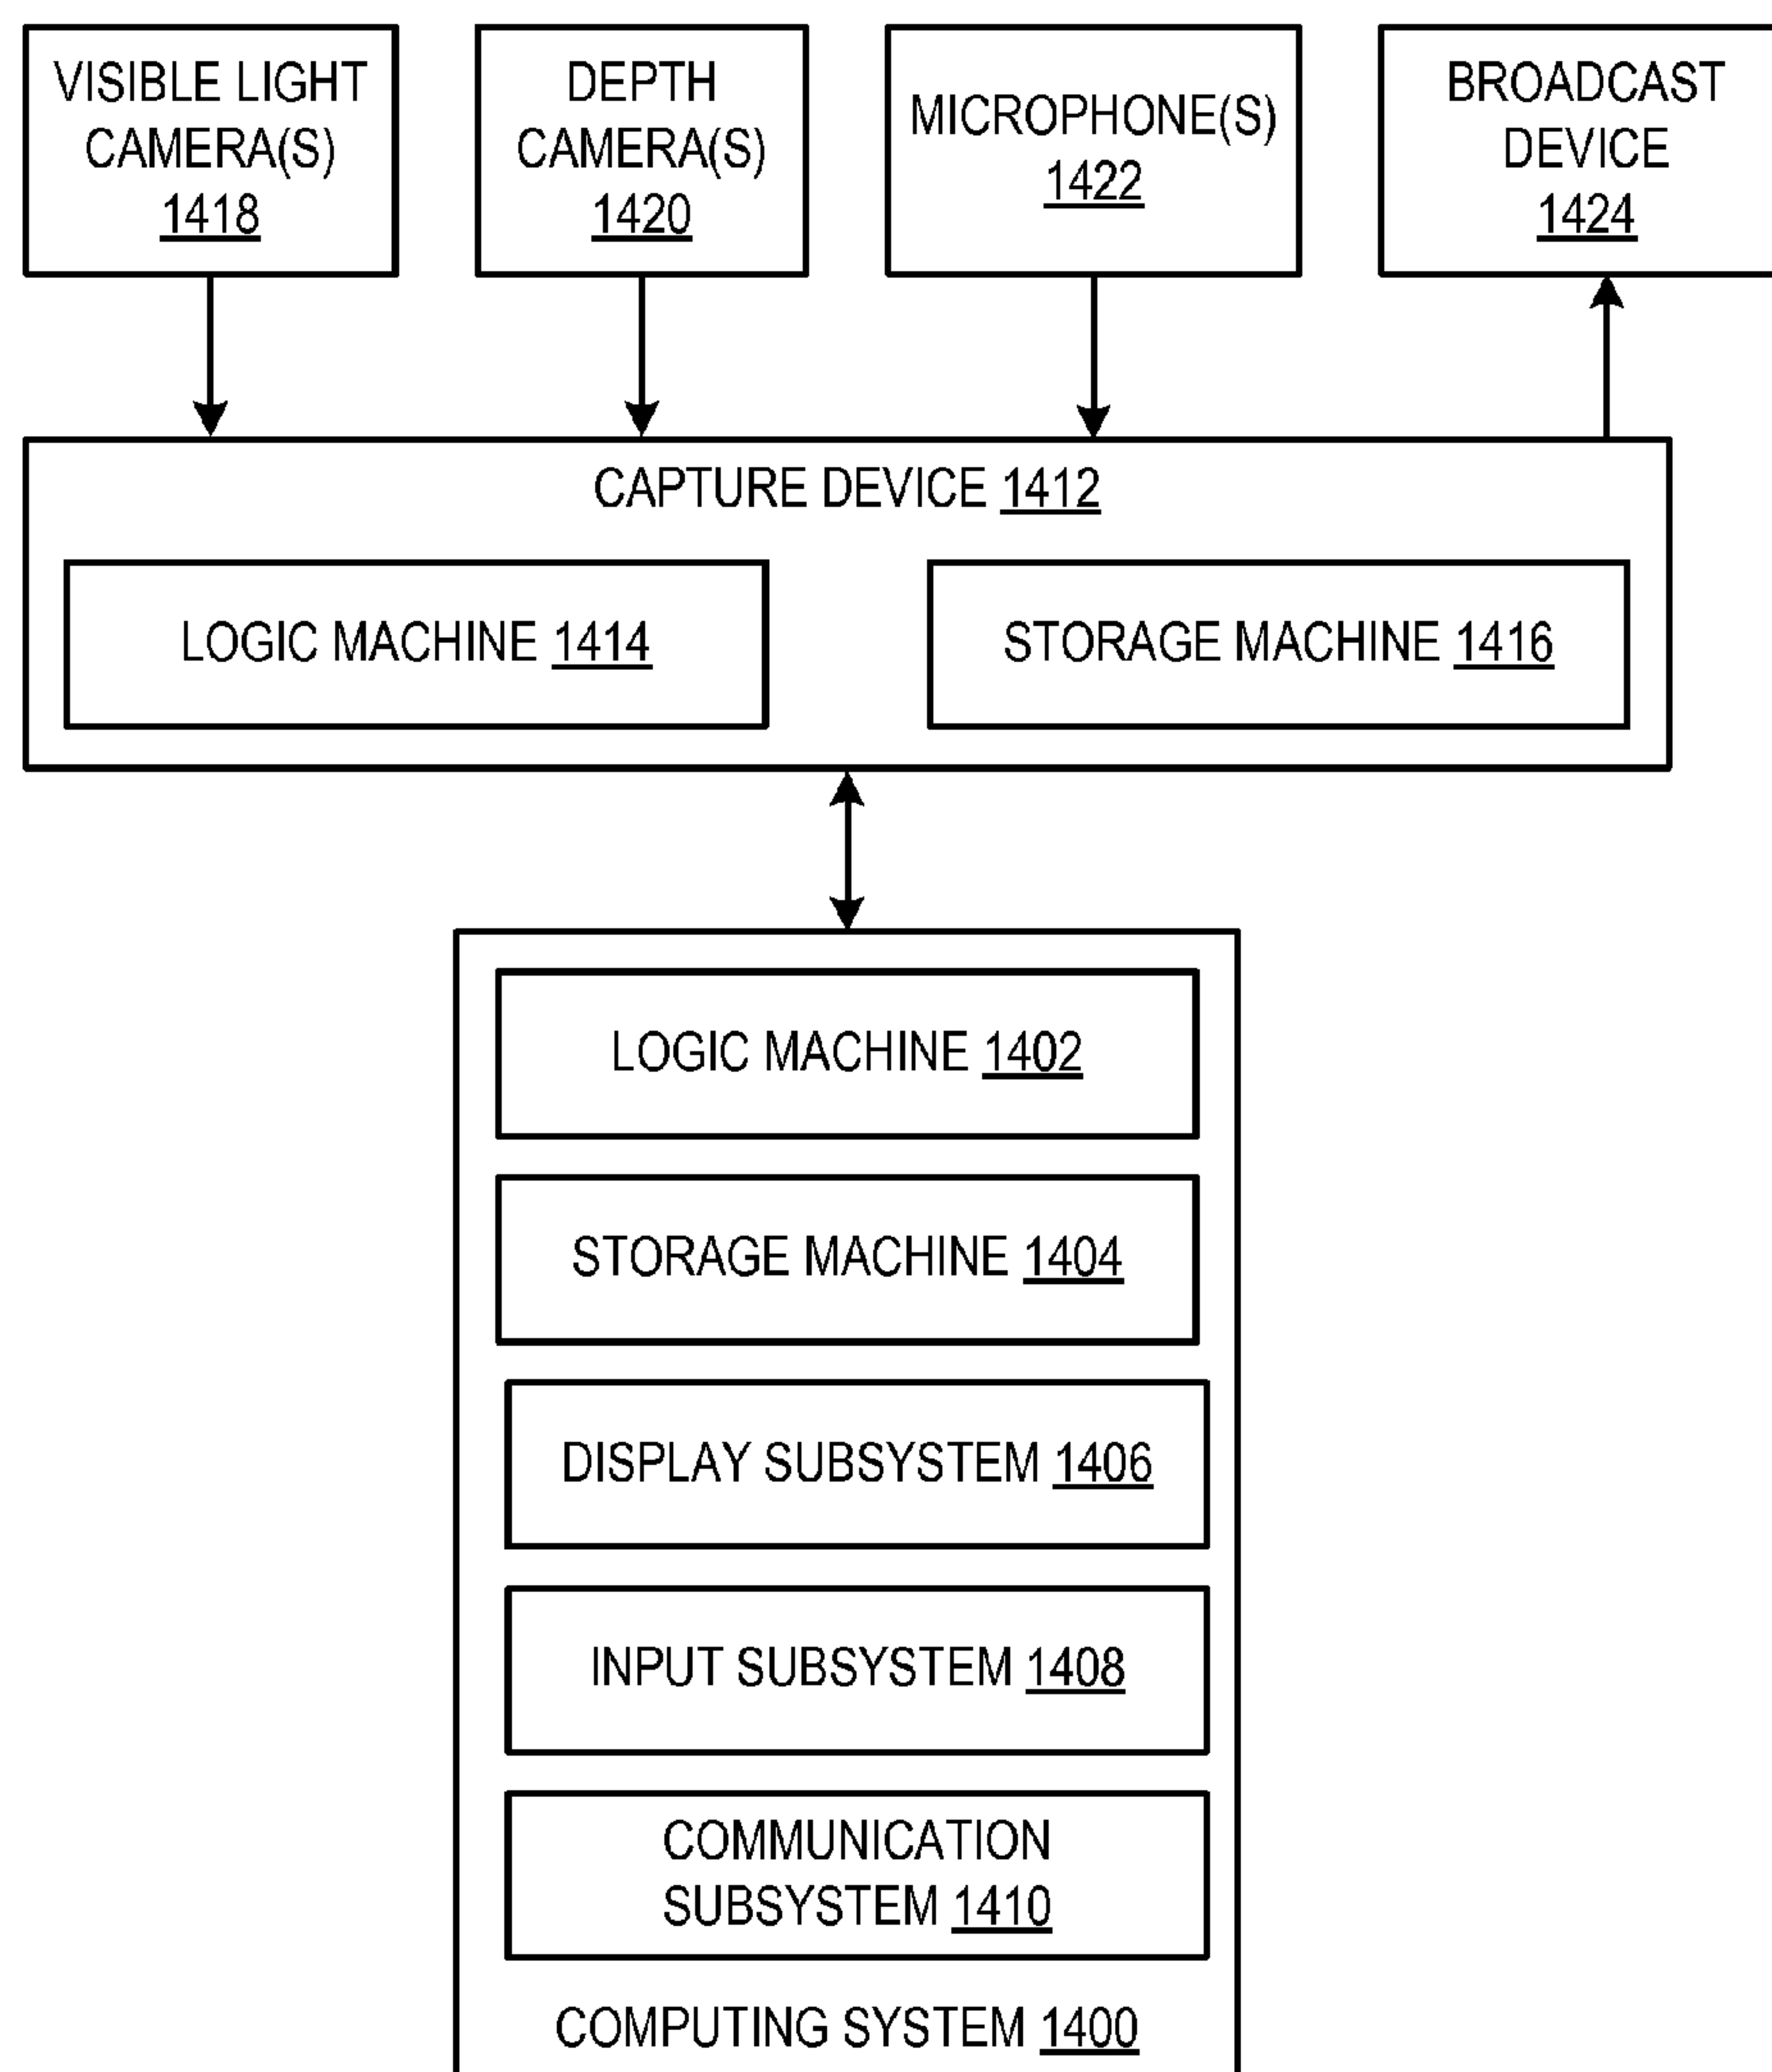 VISIBLE LIGHT
CAMERA(S)
1418
DEPTH
CAMERA(S)
1420
MICROPHONE(S)
1422
BROADCAST
DEVICE
1424
CAPTURE DEVICE 1412
LOGIC MACHINE 1414
STORAGE MACHINE 1416
LOGIC MACHINE 1402
STORAGE MACHINE 1404
DISPLAY SUBSYSTEM 1406
INPUT SUBSYSTEM 1408
COMMUNICATION
SUBSYSTEM 1410
COMPUTING SYSTEM 1400